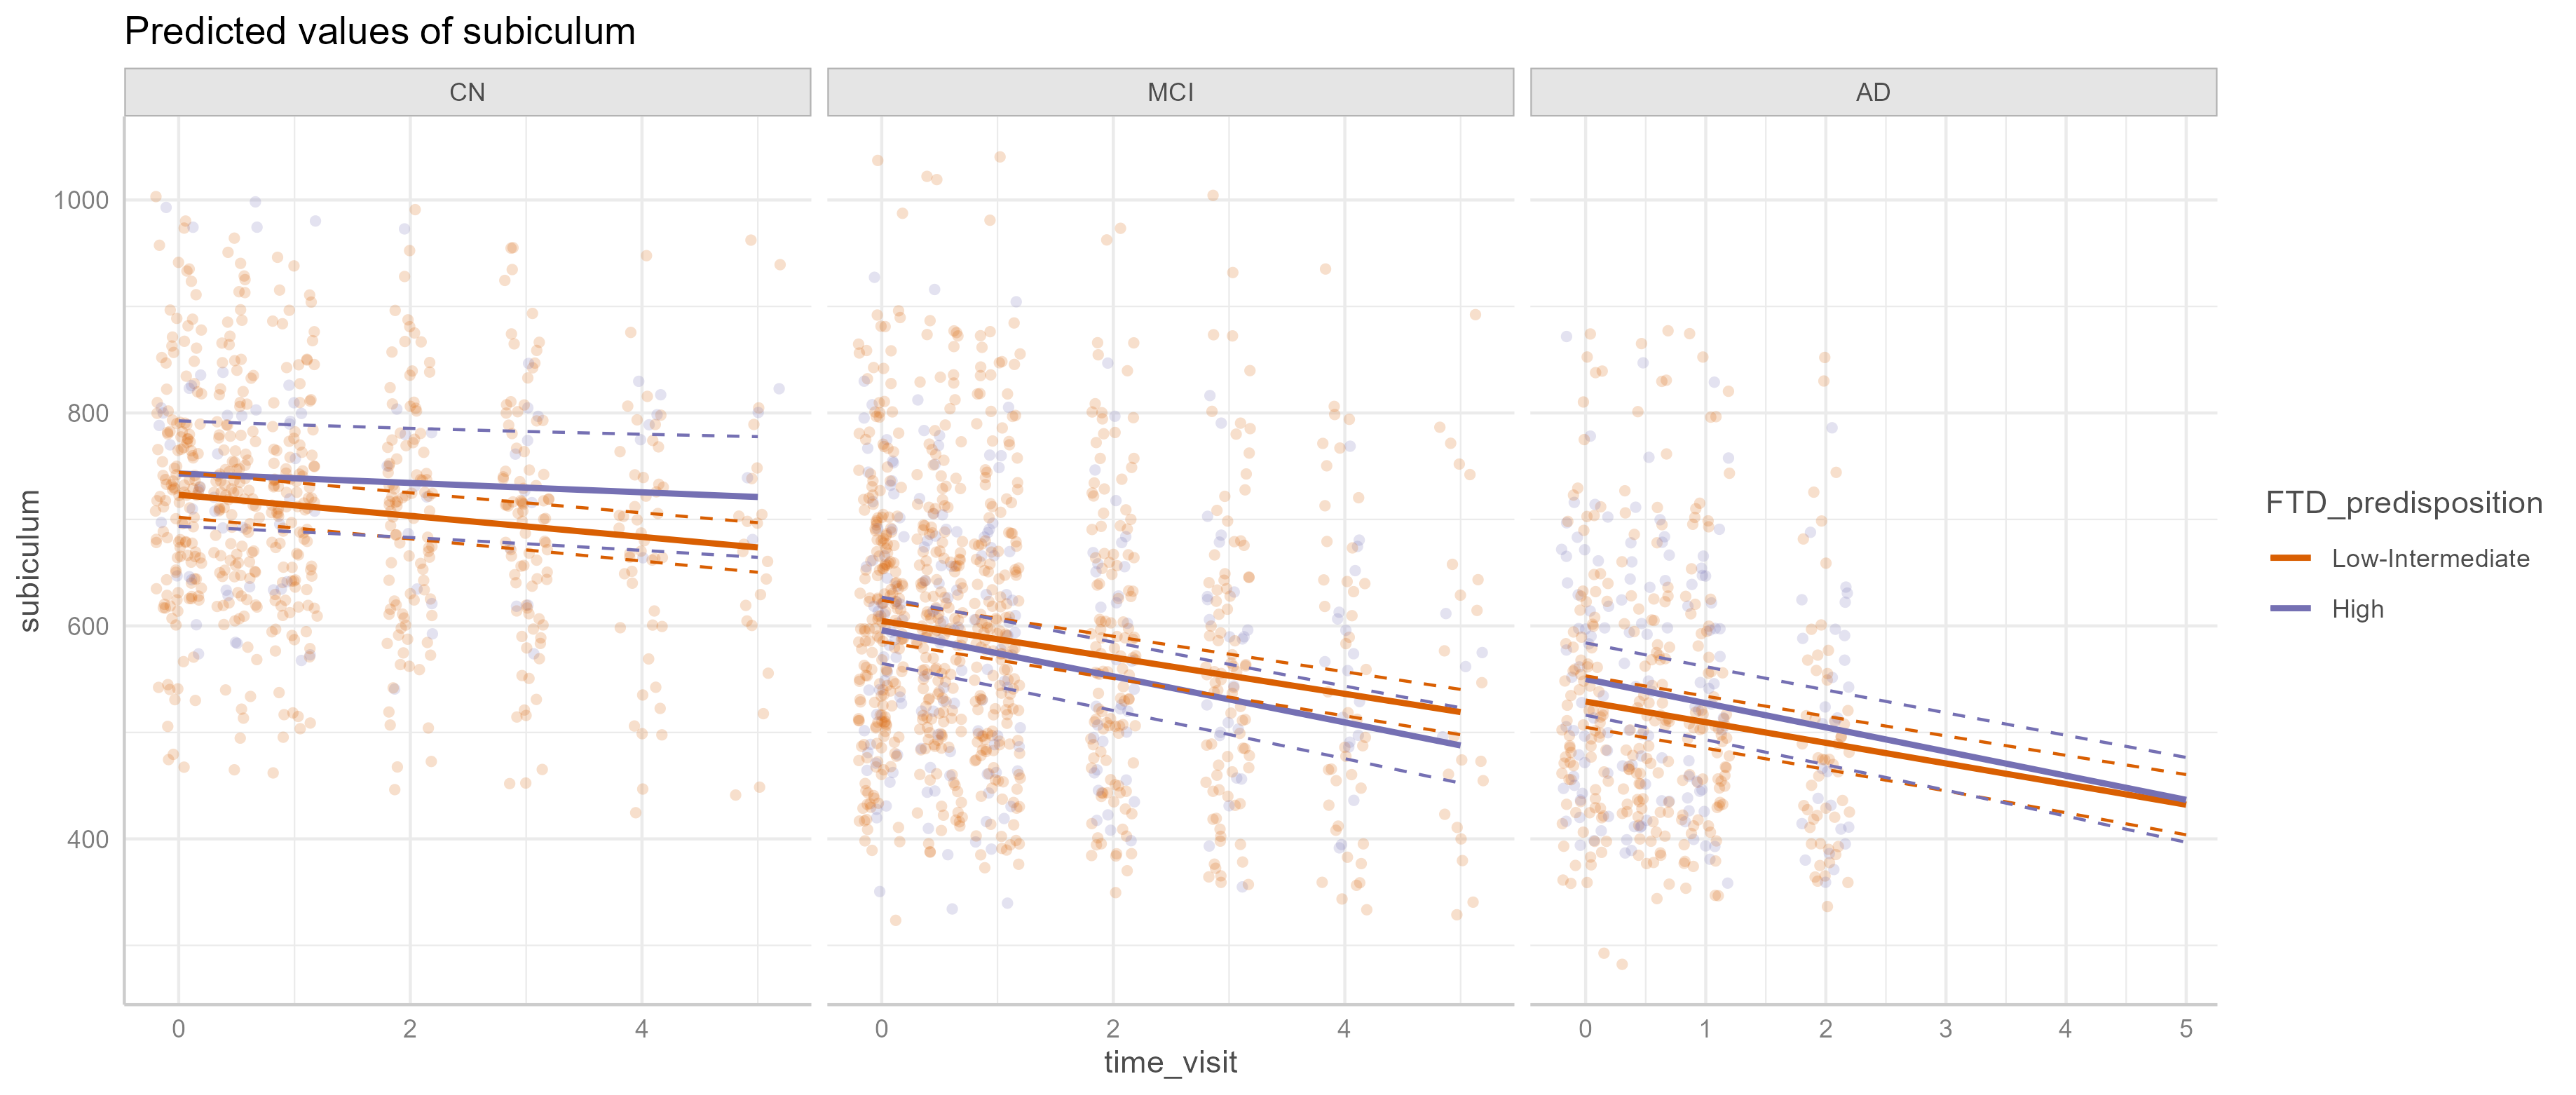 Predicted values of subiculum
CN
MCI
AD
1000
800
600
400
subiculum
0 2 4
0 2 4
0 1 2 3 4 5
time_visit
FTD_predisposition
Low-Intermediate
High